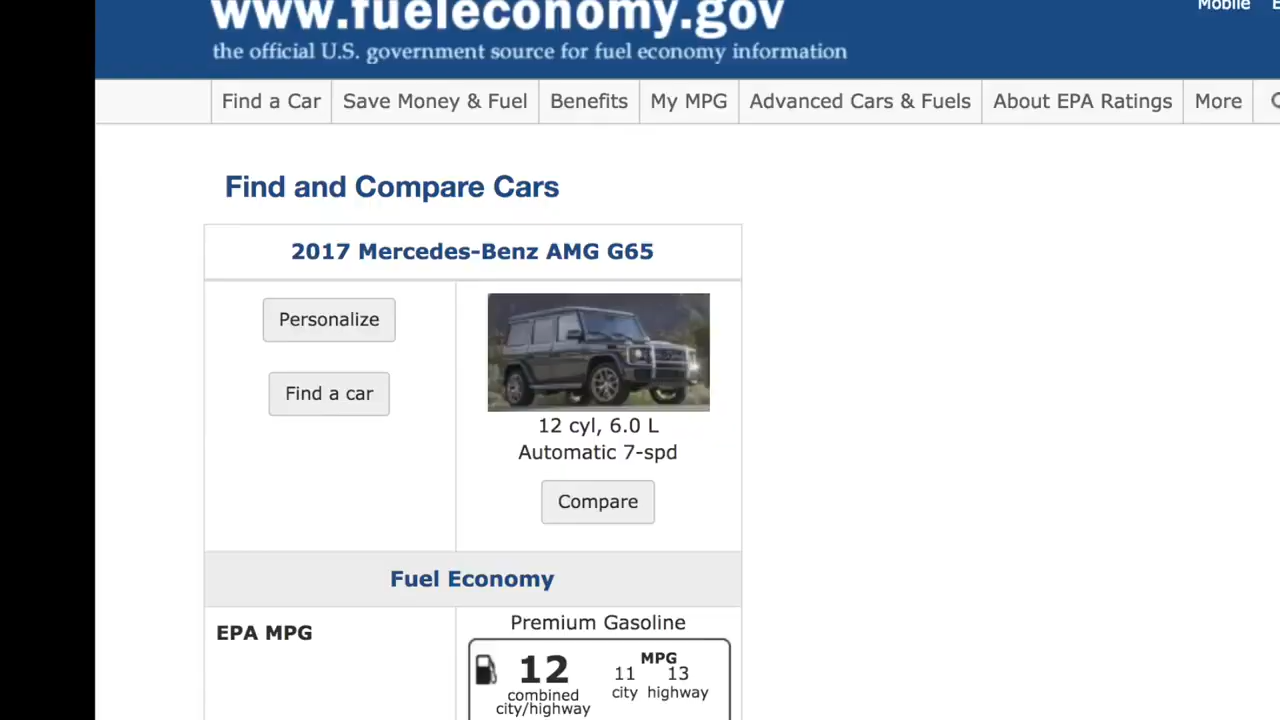 www.fueleconomy.gov
Mobile
the official U.S. government source for fuel economy information
Find a Car
Save Money & Fuel
Benefits
My MPG
Advanced Cars & Fuels
About EPA Ratings
More
Find and Compare Cars
2017 Mercedes-Benz AMG G65
Personalize
Find a car
12 cyl, 6.0 L
Automatic 7-spd
Compare
Fuel Economy
EPA MPG
Premium Gasoline
MPG
12 11 13
combined city highway
city/highway